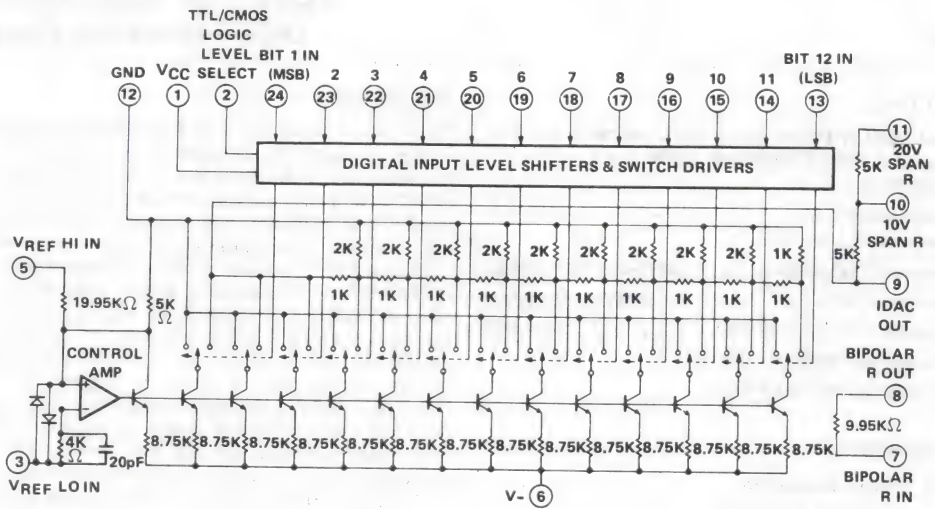 TTL/CMOS
LOGIC
LEVEL BIT 1 IN
GND VCC SELECT (MSB) 2 3 4 5 6 7 8 9 10 11 BIT 12 IN (LSB)
12 1 2 24 23 22 21 20 19 18 17 16 15 14 13
DIGITAL INPUT LEVEL SHIFTERS & SWITCH DRIVERS
11
20V
SPAN
R
5K
10
10V
SPAN R
5K
9
IDAC
OUT
2K 2K 2K 2K 2K 2K 2K 2K 2K 1K
1K 1K 1K 1K 1K 1K 1K 1K 1K 1K
VREF HI IN
5
19.95KΩ
5K
Ω
CONTROL
AMP
+
-
4K
Ω
20pF
3
VREF LO IN
8.75K 8.75K 8.75K 8.75K 8.75K 8.75K 8.75K 8.75K 8.75K 8.75K 8.75K 8.75K 8.75K 8.75K
V- 6
BIPOLAR
R OUT
8
9.95KΩ
7
BIPOLAR
R IN